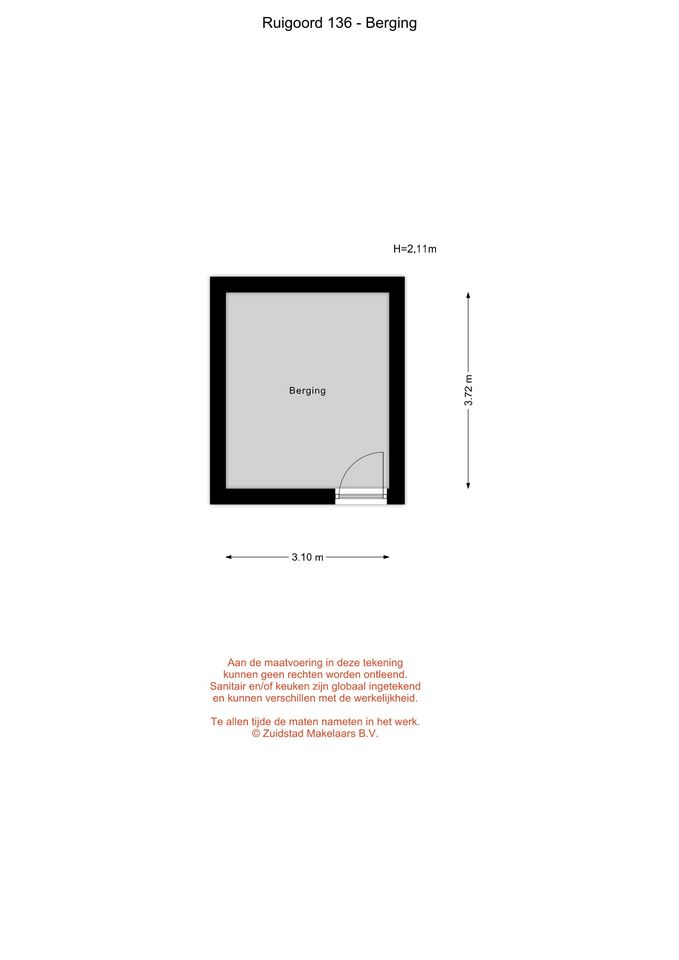 Ruigoord 136 - Berging
H=2,11m
Berging
3.72 m
3.10 m
Aan de maatvoering in deze tekening
kunnen geen rechten worden ontleend.
Sanitair en/of keuken zijn globaal ingetekend
en kunnen verschillen met de werkelijkheid.
Te allen tijde de maten nameten in het werk.
© Zuidstad Makelaars B.V.